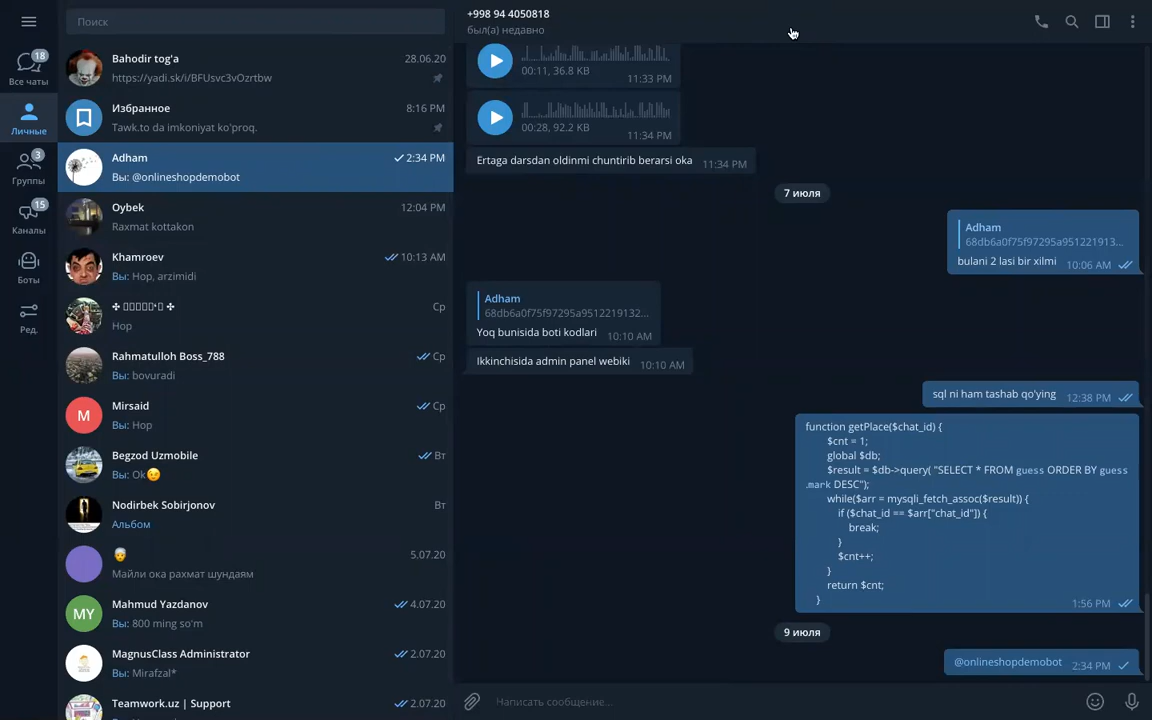 Поиск
18
Все чаты
Личные
3
Группы
15
Каналы
Боты
Ред.
Bahodir tog'a
28.06.20
https://yadi.sk/i/BFUsvc3vOzrtbw
Избранное
8:16 PM
Tawk.to da imkoniyat ko'proq.
Adham
2:34 PM
Вы: @onlineshopdemobot
Oybek
12:04 PM
Raxmat kottakon
Khamroev
10:13 AM
Вы: Hop, arzimidi
Ср
Hop
Rahmatulloh Boss_788
Ср
Вы: bovuradi
M
Mirsaid
Ср
Вы: Hop
Begzod Uzmobile
Вт
Вы: Ok😉
Nodirbek Sobirjonov
Вт
Альбом
5.07.20
Майли ока рахмат шундаям
MY
Mahmud Yazdanov
4.07.20
Вы: 800 ming so'm
MagnusClass Administrator
2.07.20
Вы: Mirafzal*
Teamwork.uz | Support
2.07.20
+998 94 4050818
был(а) недавно
00:11, 36.8 KB
11:33 PM
00:28, 92.2 KB
11:34 PM
Ertaga darsdan oldinmi chuntirib berarsi oka
11:34 PM
7 июля
Adham
68db6a0f75f97295a951221913...
bulani 2 lasi bir xilmi
10:06 AM
Adham
68db6a0f75f97295a9512219132...
Yoq bunisida boti kodlari
10:10 AM
Ikkinchisida admin panel webiki
10:10 AM
sql ni ham tashab qo'ying
12:38 PM
function getPlace($chat_id) {
$cnt = 1;
global $db;
$result = $db->query( "SELECT * FROM guess ORDER BY guess
.mark DESC");
while($arr = mysqli_fetch_assoc($result)) {
if ($chat_id == $arr["chat_id"]) {
break;
}
$cnt++;
}
return $cnt;
}
1:56 PM
9 июля
@onlineshopdemobot
2:34 PM
Написать сообщение...